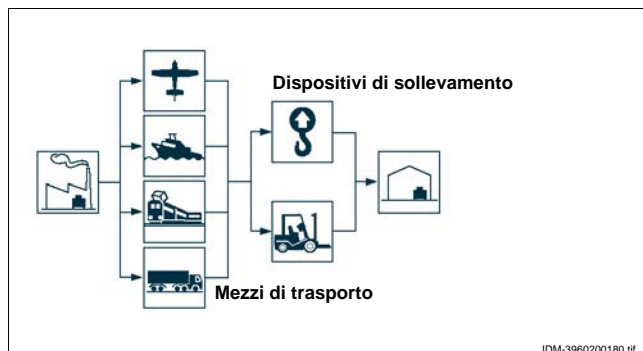 Dispositivi di sollevamento
Mezzi di trasporto
IDM-3960200180.tif